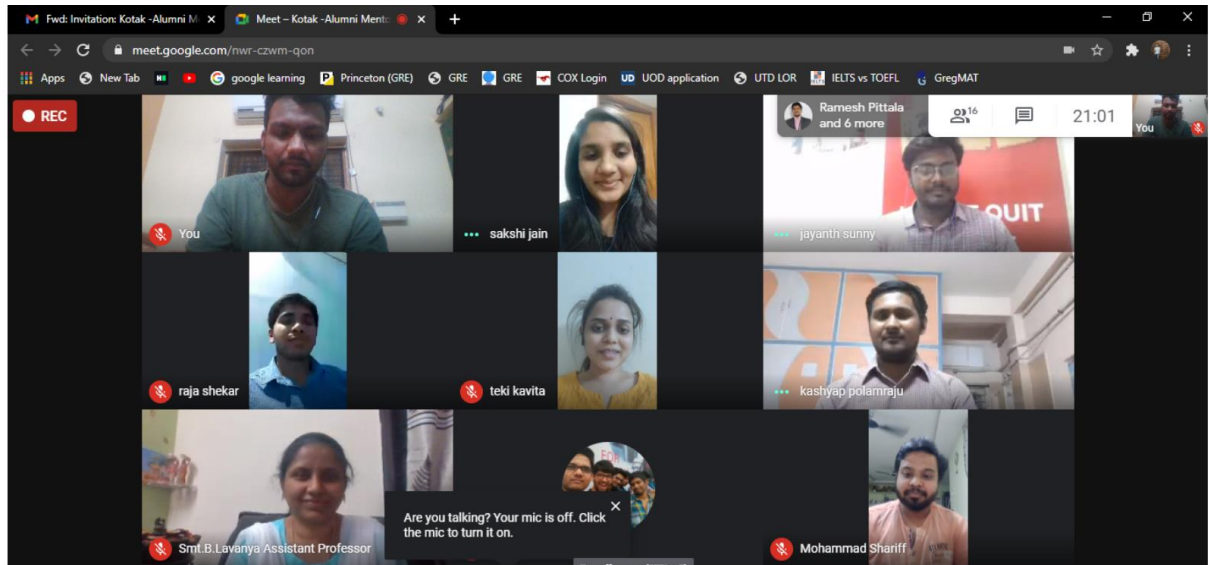 Fwd: Invitation: Kotak -Alumni M
Meet – Kotak -Alumni Mento
meet.google.com/nwr-czwm-qon
Apps
New Tab
google learning
Princeton (GRE)
GRE
GRE
COX Login
UD UOD application
UTD LOR
IELTS vs TOEFL
GregMAT
REC
Ramesh Pittala
and 6 more
16
21:01
You
You
sakshi jain
QUIT
jayanth sunny
raja shekar
teki kavita
kashyap polamraju
FOR
Smt.B.Lavanya Assistant Professor
Are you talking? Your mic is off. Click
the mic to turn it on.
Mohammad Shariff